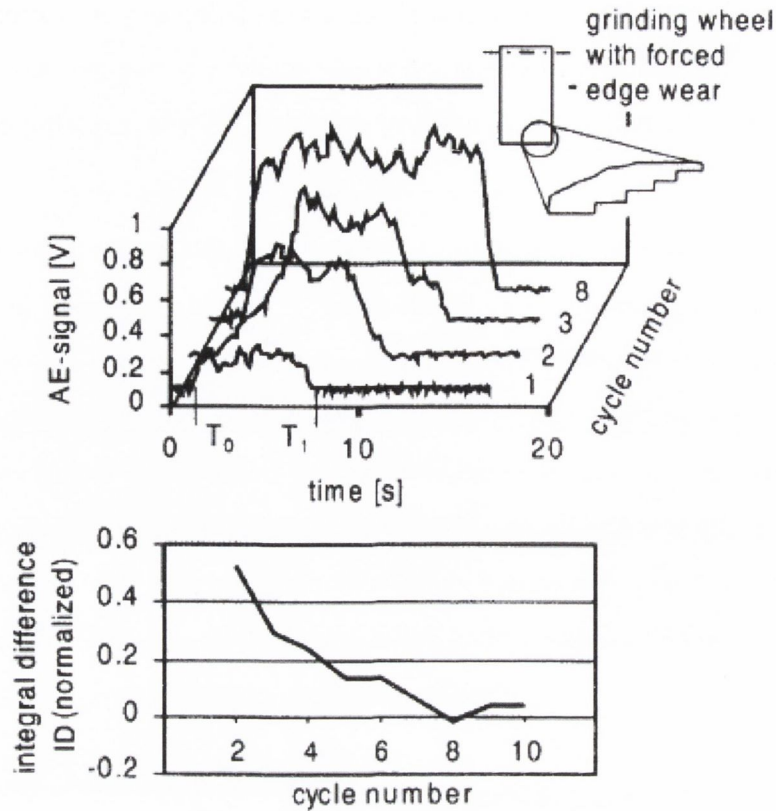 grinding wheel
with forced
edge wear
AE-signal [V]
1
0.8
0.6
0.4
0.2
0
8
3
2
1
cycle number
T₀ T₁
0 10 20
time [s]
integral difference
ID (normalized)
0.6
0.4
0.2
0
-0.2
2 4 6 8 10
cycle number